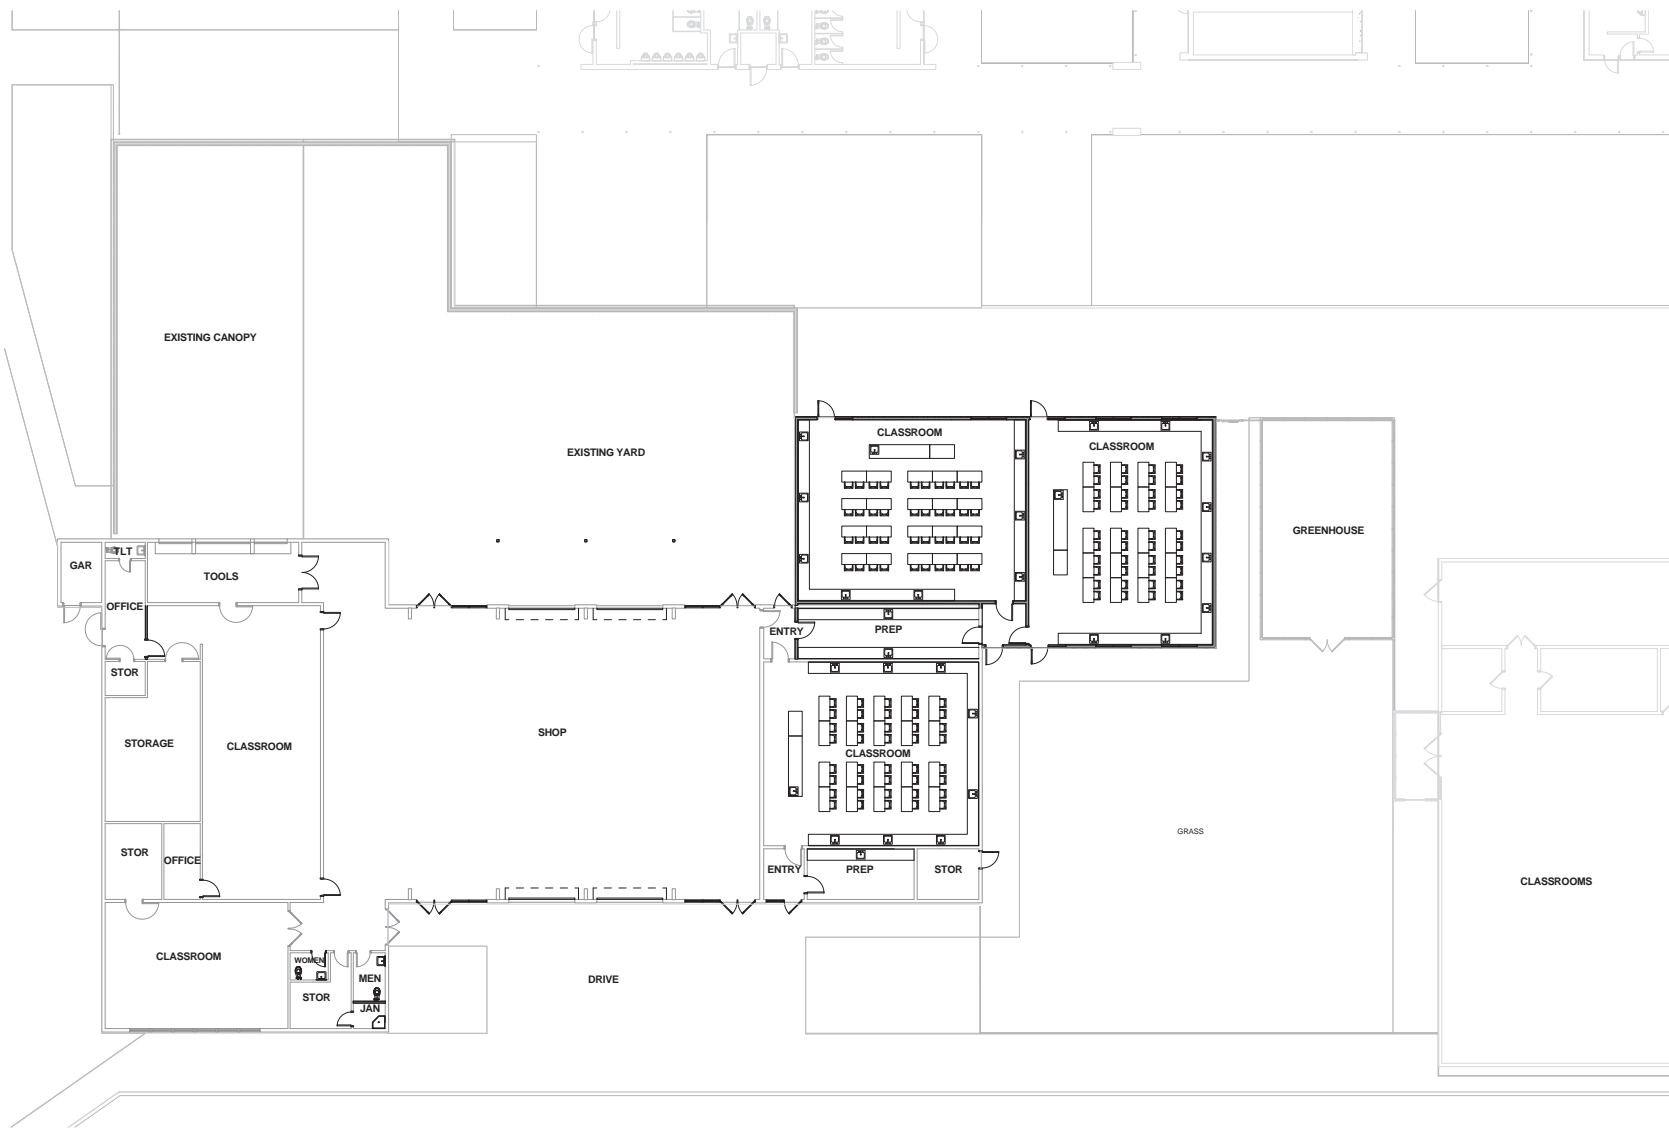 EXISTING CANOPY
CLASSROOM
CLASSROOM
EXISTING YARD
GREENHOUSE
TLT
GAR
TOOLS
OFFICE
ENTRY
PREP
STOR
SHOP
STORAGE
CLASSROOM
CLASSROOM
GRASS
STOR
OFFICE
ENTRY
PREP
STOR
CLASSROOMS
CLASSROOM
WOMEN
MEN
DRIVE
STOR
JAN